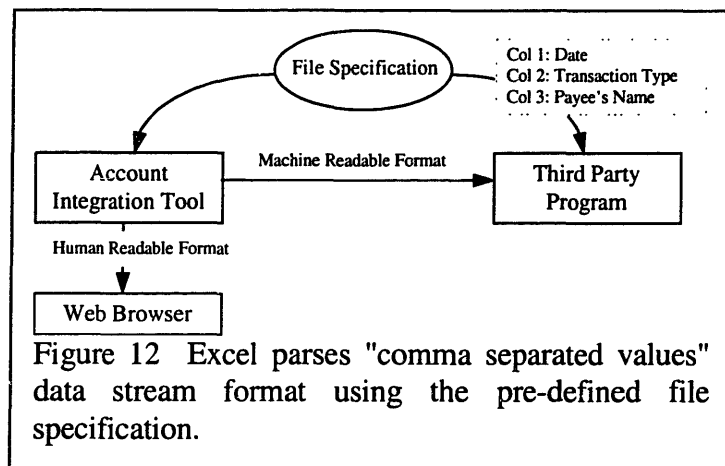 File Specification
Col 1: Date
Col 2: Transaction Type
Col 3: Payee's Name
Account
Integration Tool
Machine Readable Format
Third Party
Program
Human Readable Format
Web Browser
Figure 12 Excel parses "comma separated values"
data stream format using the pre-defined file
specification.